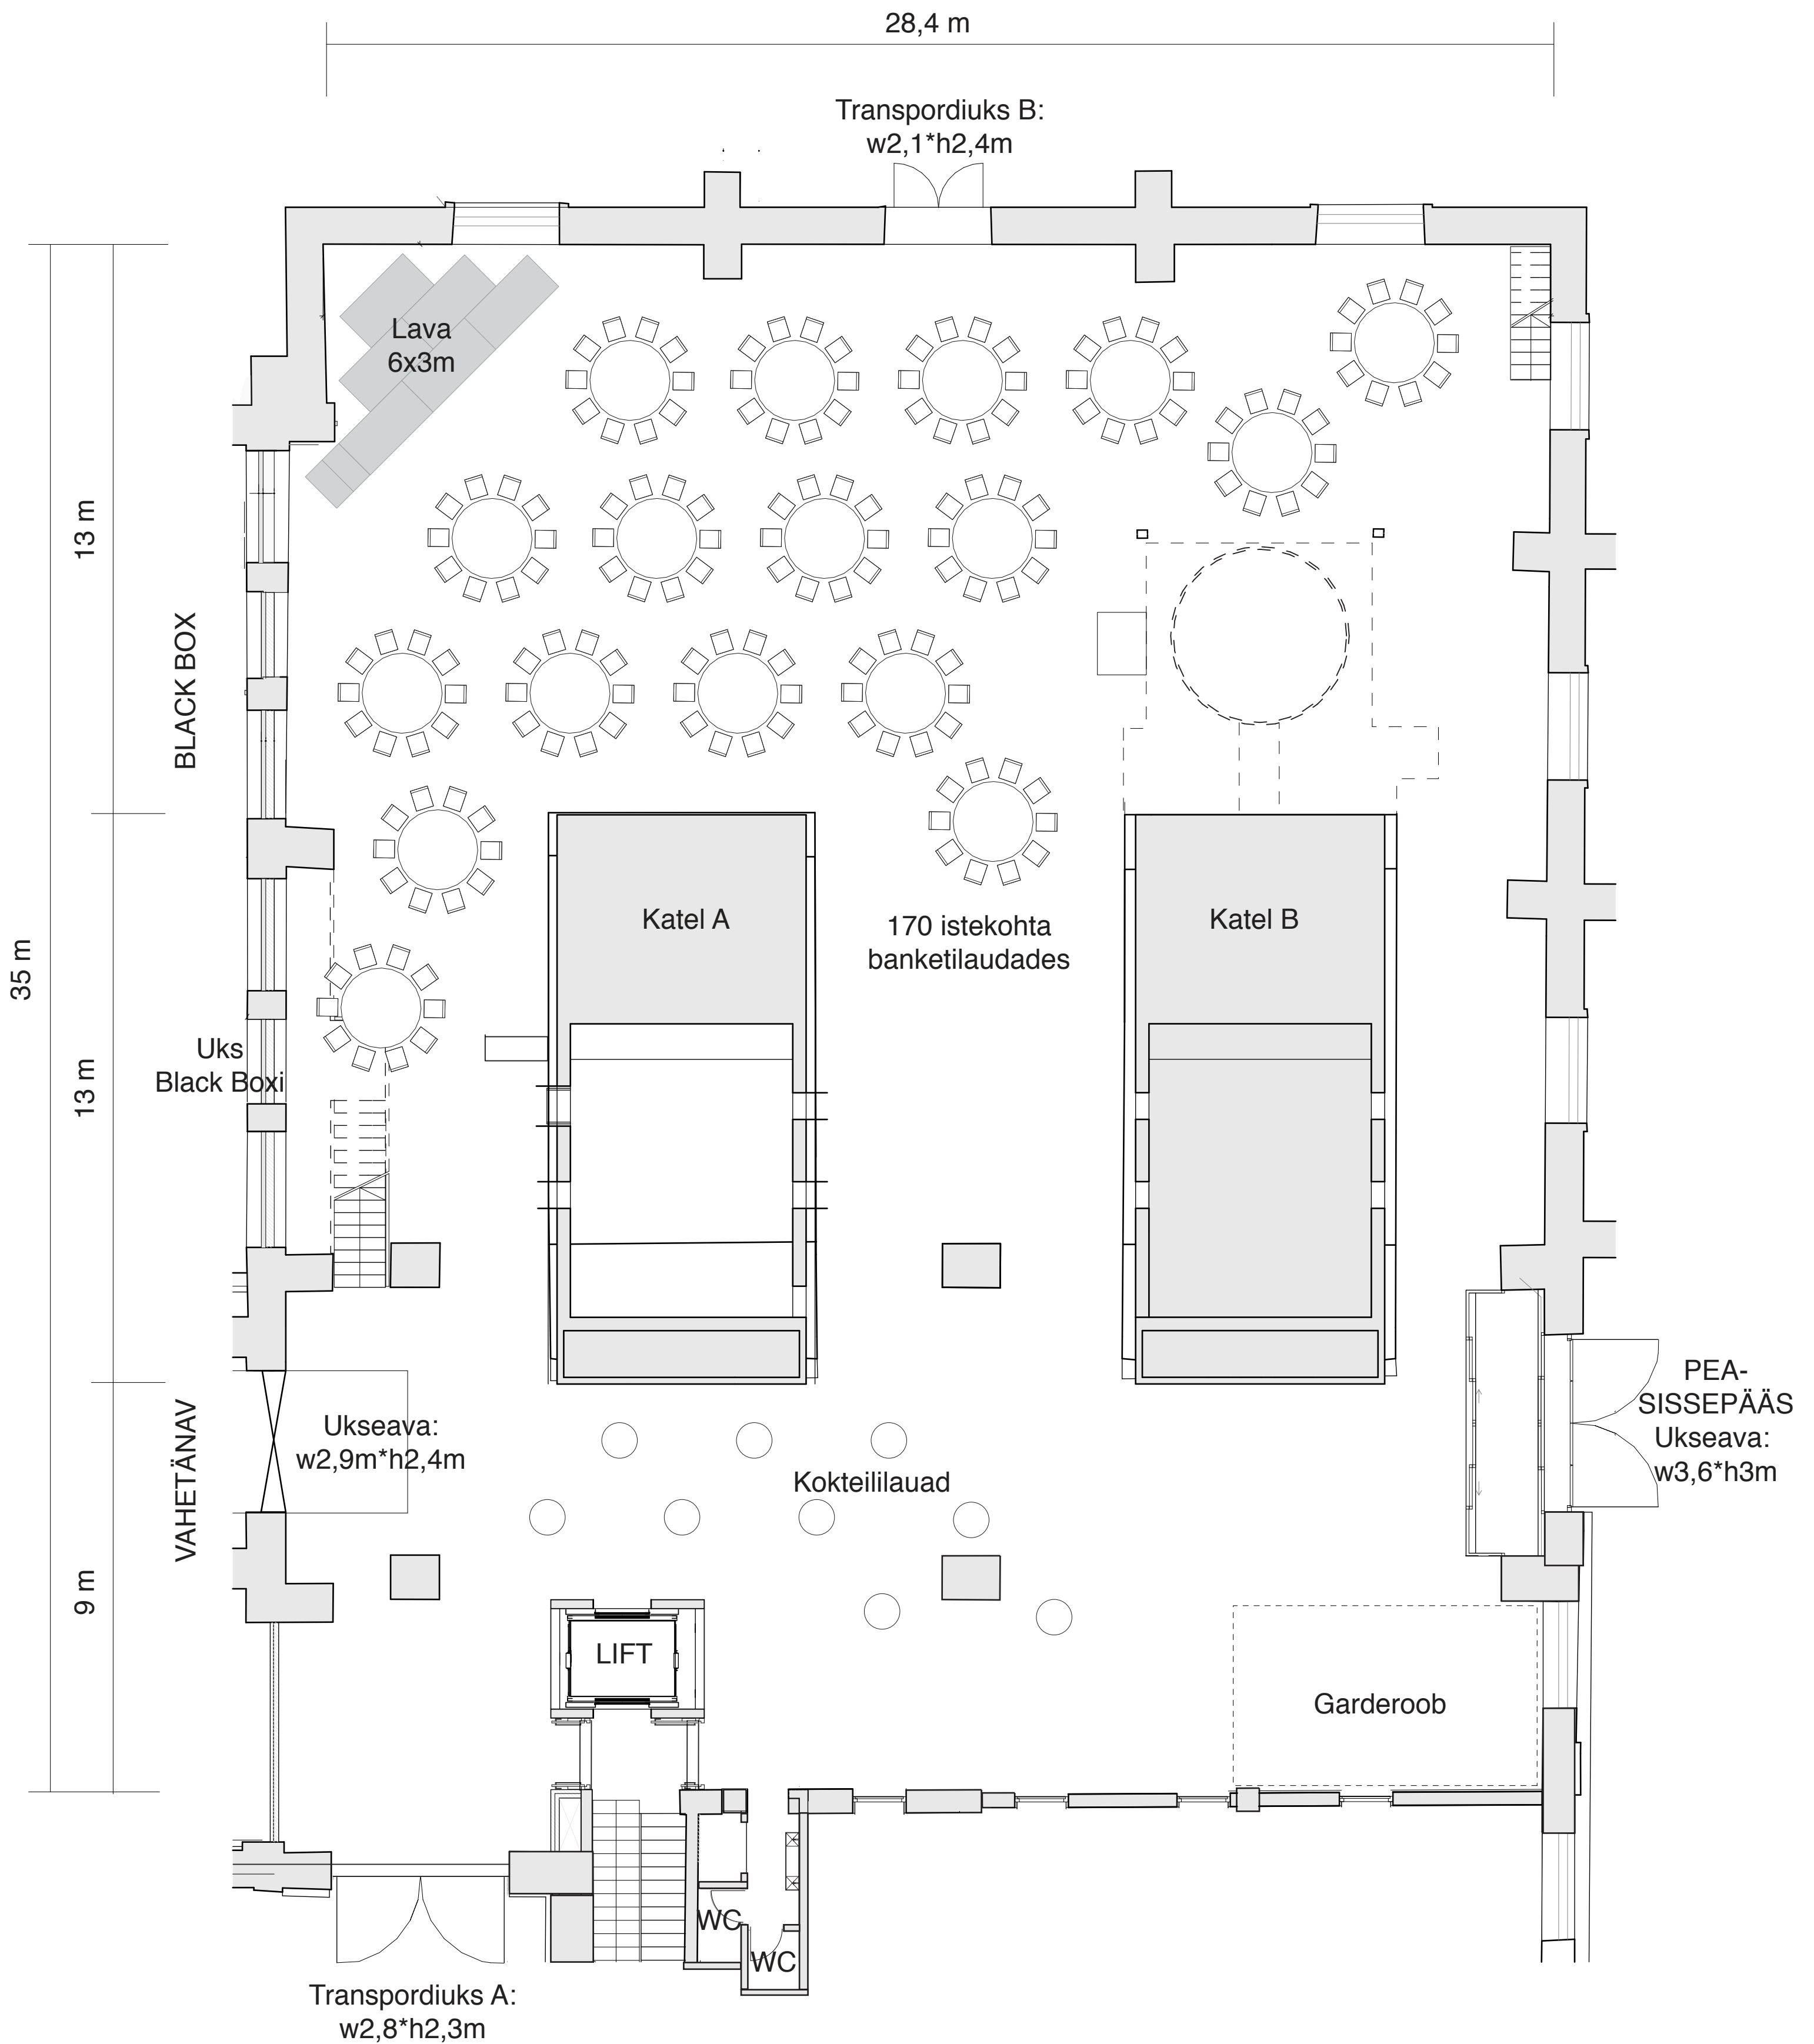 28,4 m
Transpordiuks B:
w2,1*h2,4m
Lava
6x3m
13 m
BLACK BOX
Katel A
170 istekohta
banketilaudades
Katel B
35 m
Uks
Black Boxi
13 m
PEA-
SISSEPÄÄS
Ukseava:
w3,6*h3m
Ukseava:
w2,9m*h2,4m
VAHETÄNAV
Kokteililauad
9 m
LIFT
Garderoob
WC
WC
Transpordiuks A:
w2,8*h2,3m